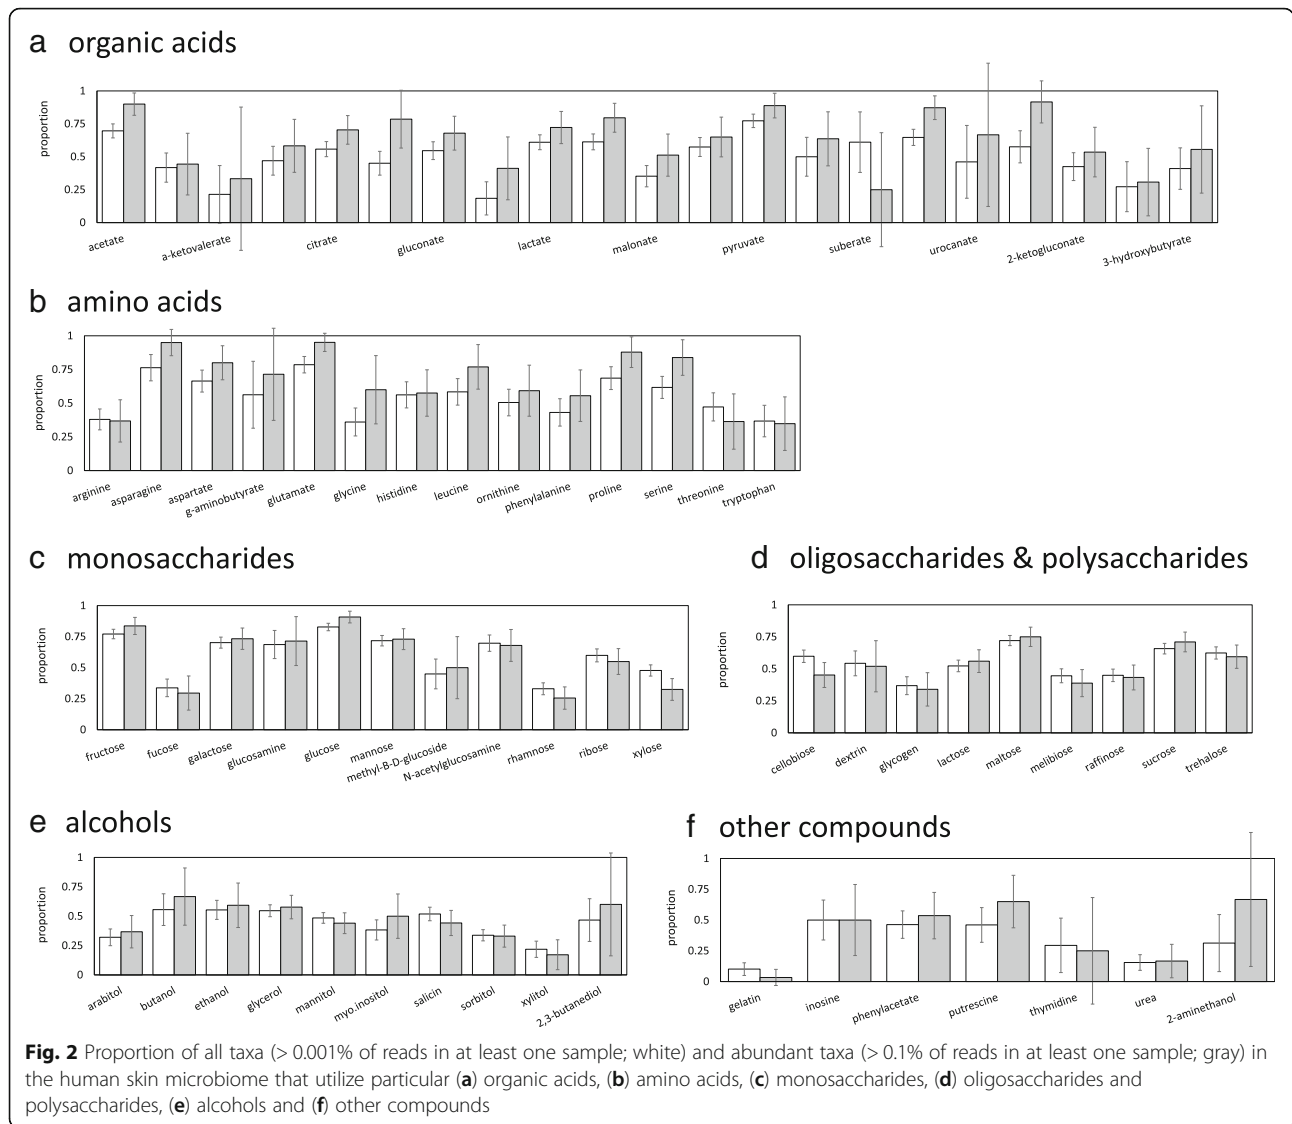 a organic acids
proportion
1
0.75
0.5
0.25
0
acetate
a-ketovalerate
citrate
gluconate
lactate
malonate
pyruvate
suberate
urocanate
2-ketogluconate
3-hydroxybutyrate
b amino acids
proportion
1
0.75
0.5
0.25
0
arginine
asparagine
aspartate
g-aminobutyrate
glutamate
glycine
histidine
leucine
ornithine
phenylalanine
proline
serine
threonine
tryptophan
c monosaccharides
proportion
1
0.75
0.5
0.25
0
fructose
fucose
galactose
glucosamine
glucose
mannose
methyl-B-D-glucoside
N-acetylglucosamine
rhamnose
ribose
xylose
d oligosaccharides & polysaccharides
proportion
1
0.75
0.5
0.25
0
cellobiose
dextrin
glycogen
lactose
maltose
melibiose
raffinose
sucrose
trehalose
e alcohols
proportion
1
0.75
0.5
0.25
0
arabitol
butanol
ethanol
glycerol
mannitol
myo.inositol
salicin
sorbitol
xylitol
2,3-butanediol
f other compounds
proportion
1
0.75
0.5
0.25
0
gelatin
inosine
phenylacetate
putrescine
thymidine
urea
2-aminethanol
Fig. 2 Proportion of all taxa (> 0.001% of reads in at least one sample; white) and abundant taxa (> 0.1% of reads in at least one sample; gray) in
the human skin microbiome that utilize particular (a) organic acids, (b) amino acids, (c) monosaccharides, (d) oligosaccharides and
polysaccharides, (e) alcohols and (f) other compounds